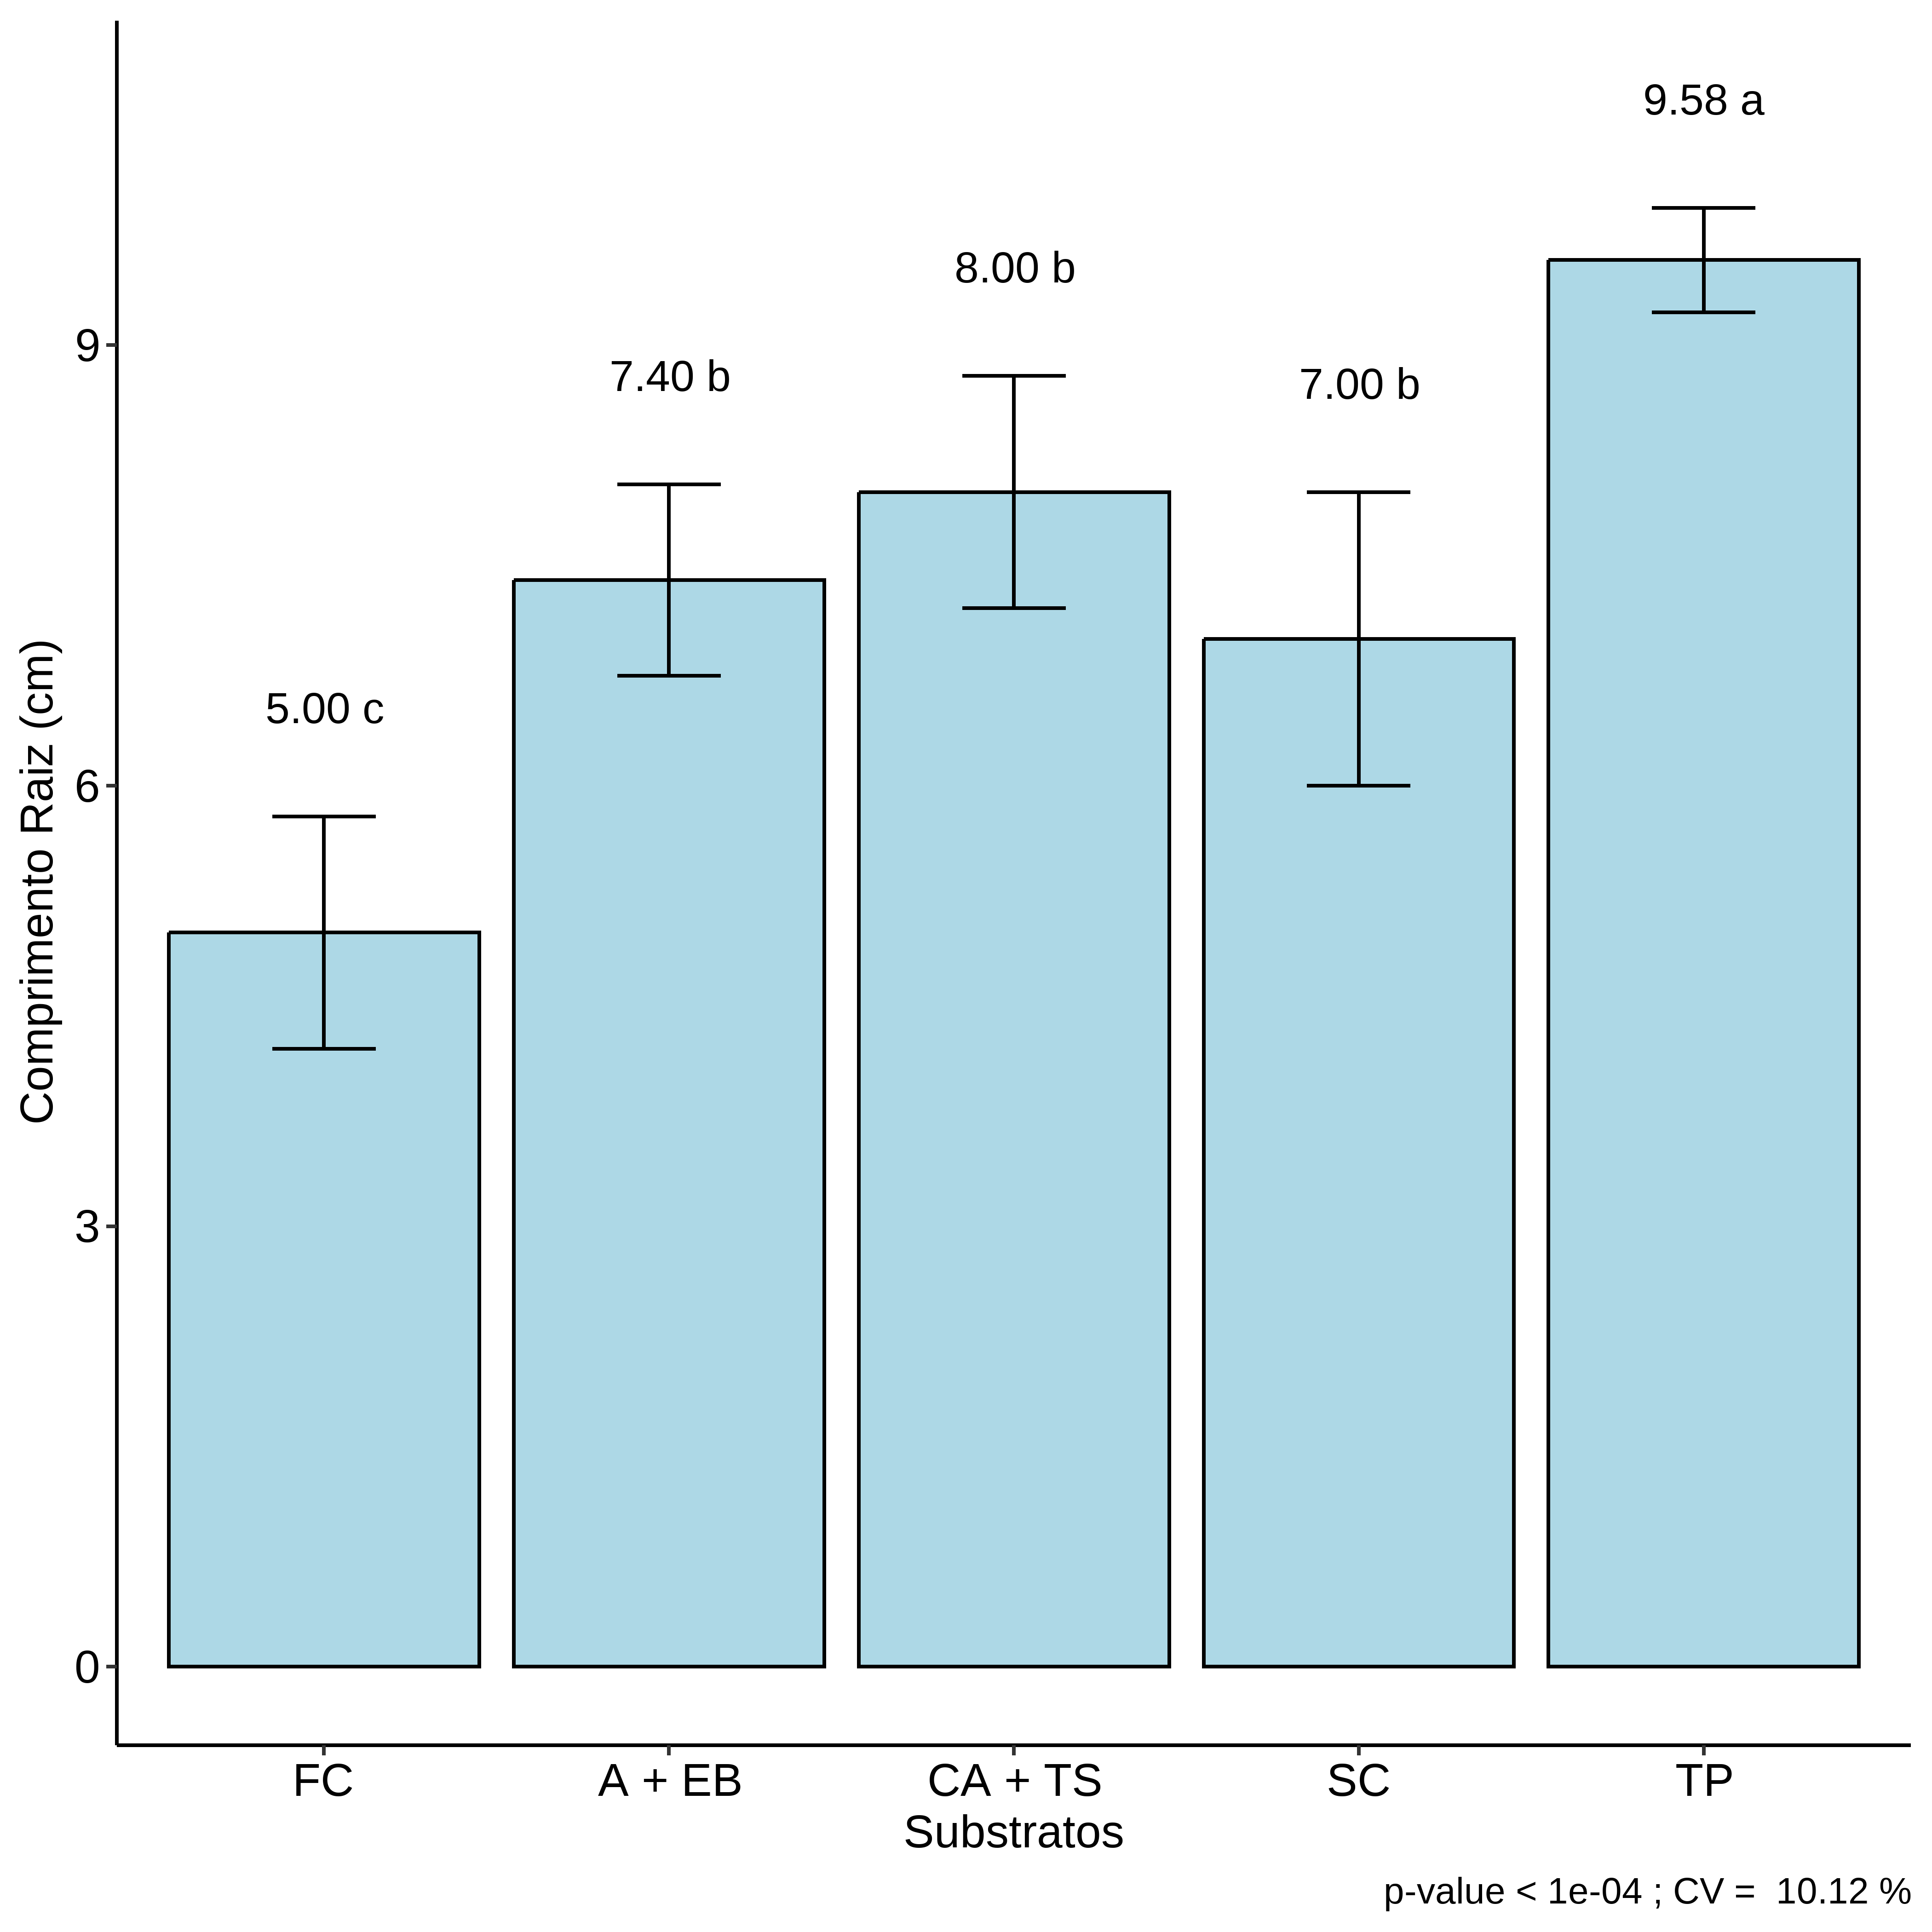 9.58 a
8.00 b
7.40 b
7.00 b
5.00 c
9
6
3
0
Comprimento Raiz (cm)
FC A + EB CA + TS SC TP
Substratos
p-value < 1e-04 ; CV =  10.12 %